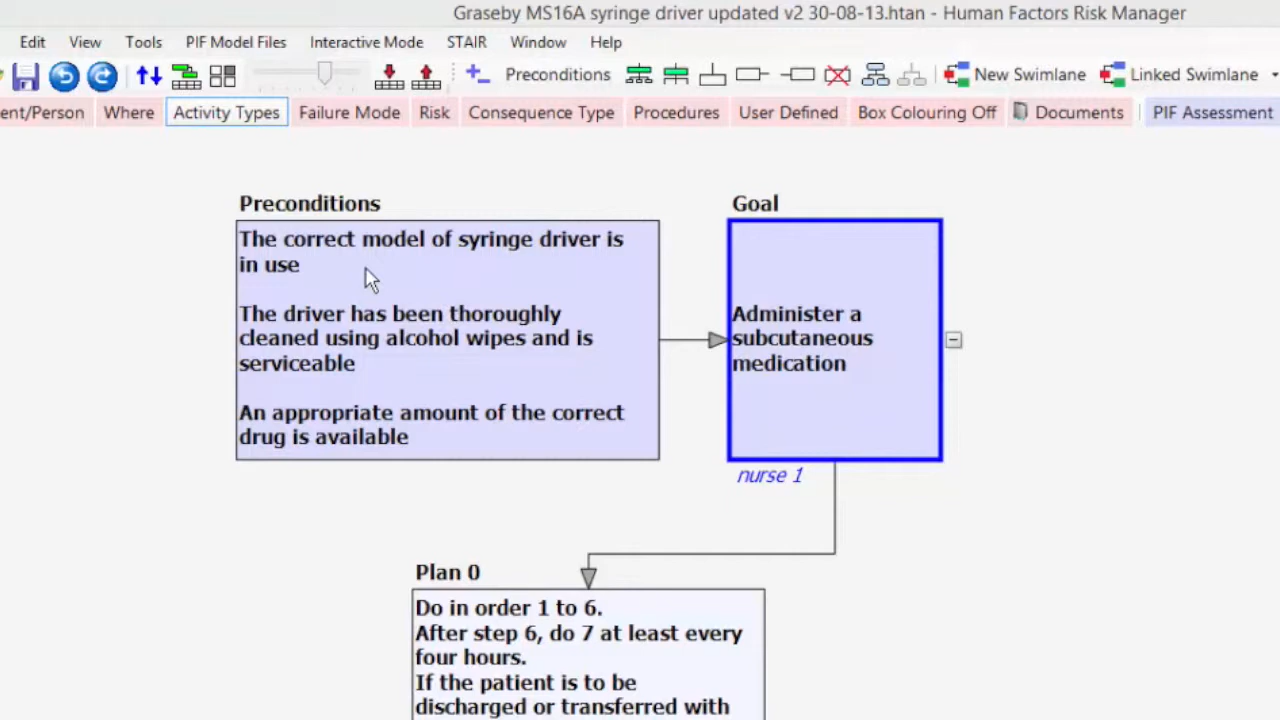 Graseby MS16A syringe driver updated v2 30-08-13.htan - Human Factors Risk Manager
Edit View Tools PIF Model Files Interactive Mode STAIR Window Help
Preconditions New Swimlane Linked Swimlane
ent/Person Where Activity Types Failure Mode Risk Consequence Type Procedures User Defined Box Colouring Off Documents PIF Assessment
Preconditions
The correct model of syringe driver is
in use
The driver has been thoroughly
cleaned using alcohol wipes and is
serviceable
An appropriate amount of the correct
drug is available
Goal
Administer a
subcutaneous
medication
nurse 1
Plan 0
Do in order 1 to 6.
After step 6, do 7 at least every
four hours.
If the patient is to be
discharged or transferred with